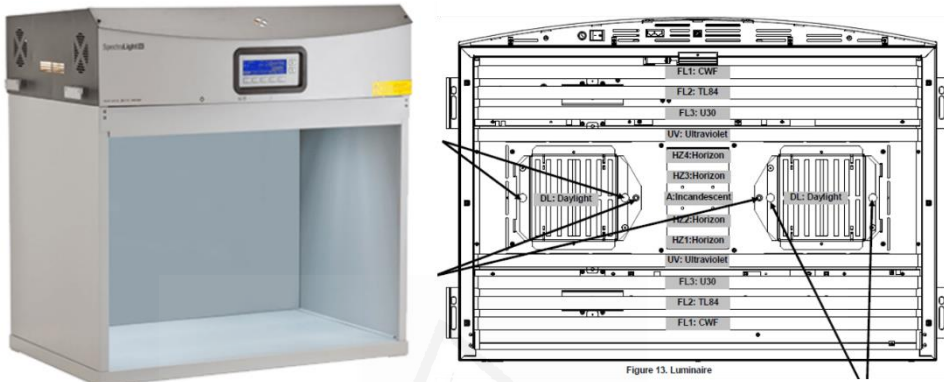 SpectraLight
FL1: CWF
FL2: TL84
FL3: U30
UV: Ultraviolet
HZ4:Horizon
HZ3:Horizon
DL: Daylight
A:Incandescent
DL: Daylight
HZ2:Horizon
HZ1:Horizon
UV: Ultraviolet
FL3: U30
FL2: TL84
FL1: CWF
Figure 13. Luminaire